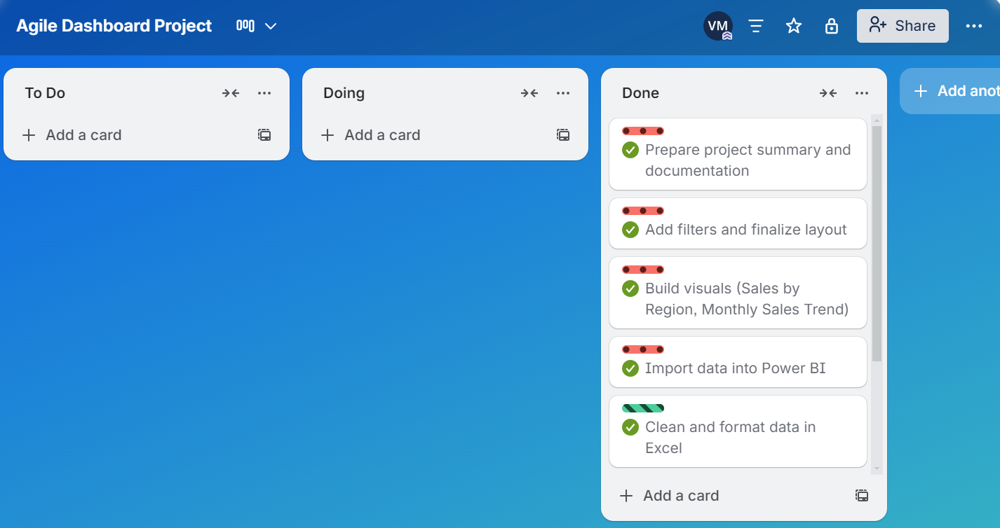 Agile Dashboard Project
VM
Share
To Do
Add a card
Doing
Add a card
Done
Prepare project summary and
documentation
Add filters and finalize layout
Build visuals (Sales by
Region, Monthly Sales Trend)
Import data into Power BI
Clean and format data in
Excel
Add a card
Add anot